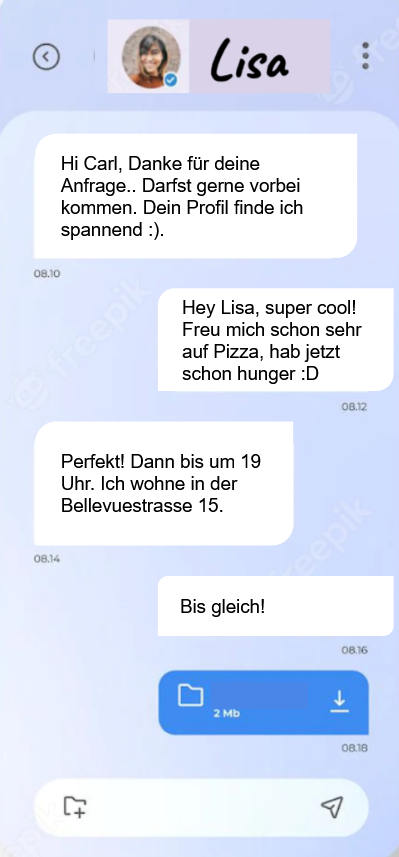 Lisa
Hi Carl, Danke für deine
Anfrage.. Darfst gerne vorbei
kommen. Dein Profil finde ich
spannend :).
08.10
Hey Lisa, super cool!
Freu mich schon sehr
auf Pizza, hab jetzt
schon hunger :D
08.12
Perfekt! Dann bis um 19
Uhr. Ich wohne in der
Bellevuestrasse 15.
08.14
Bis gleich!
08.16
2 Mb
08.18
freepik
freepik